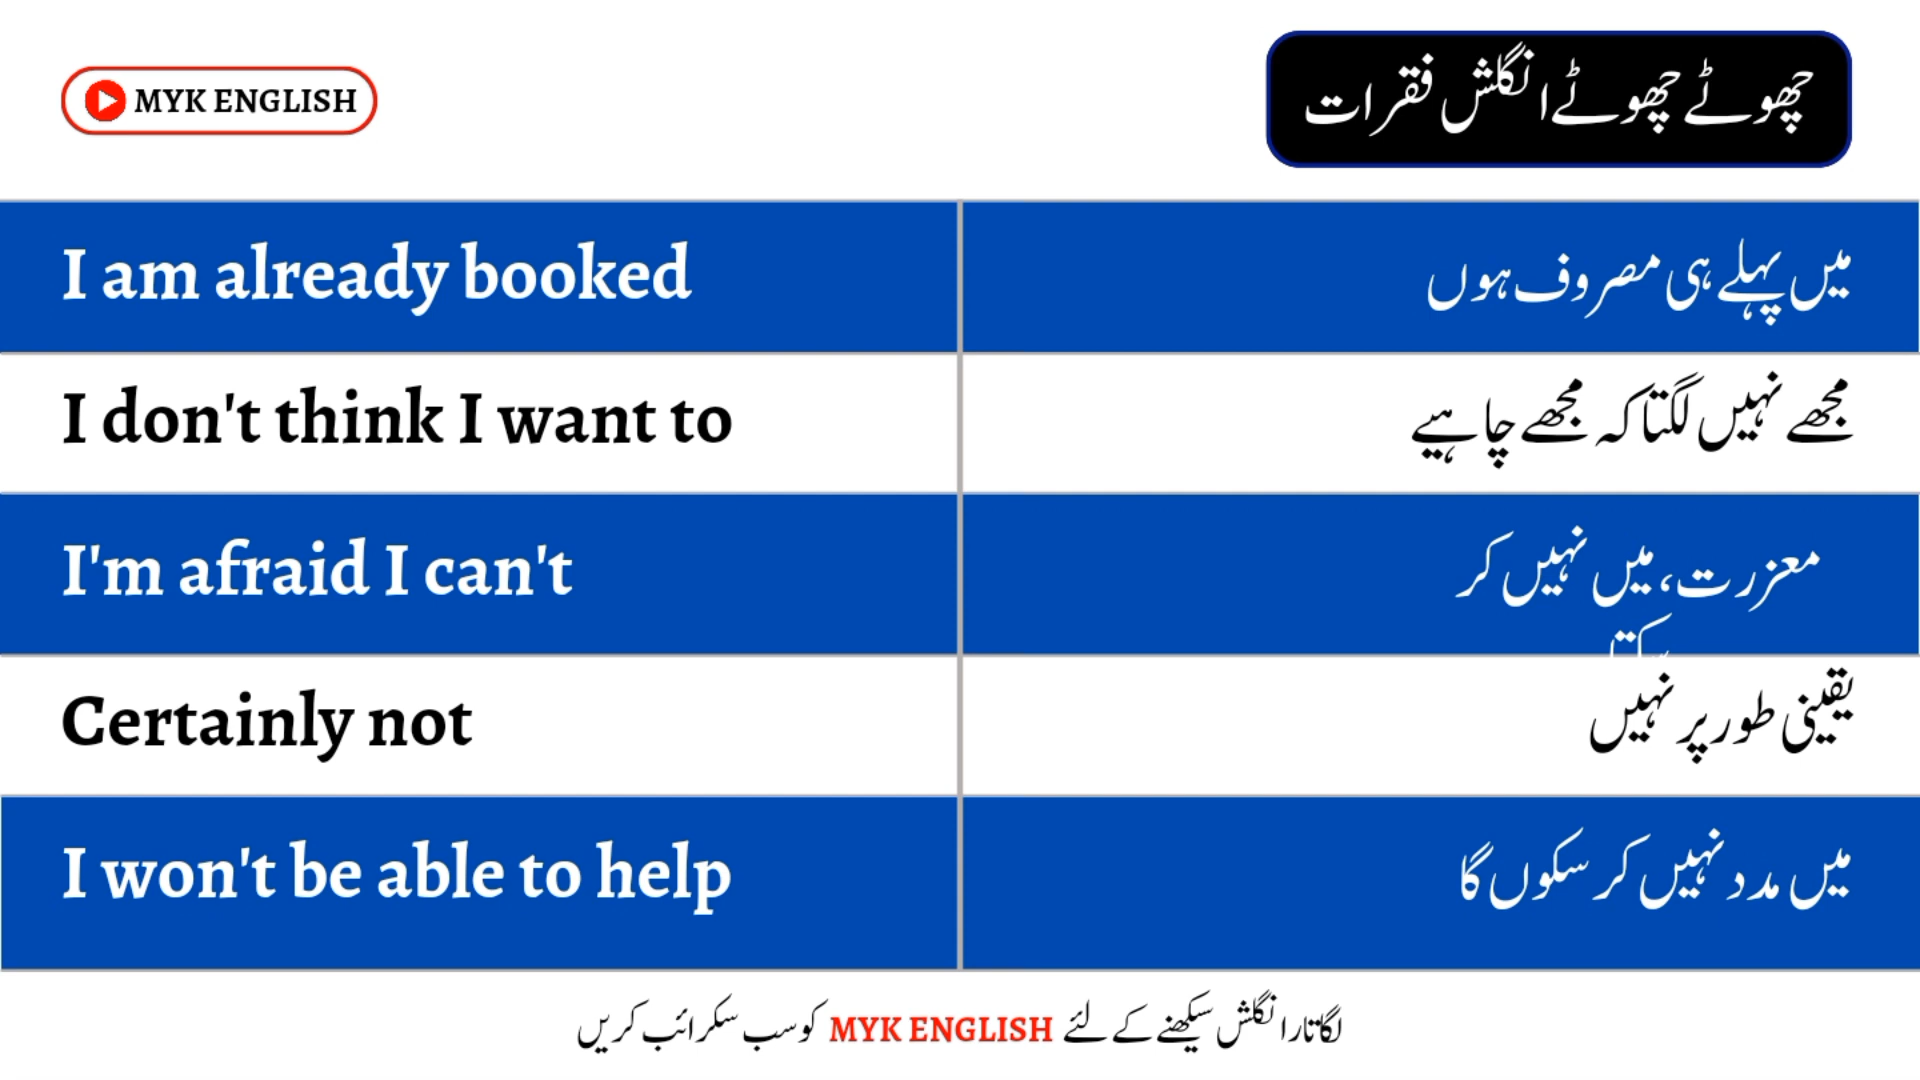 MYK ENGLISH
چھوٹے چھوٹے انگلش فقرات
I am already booked
میں پہلے ہی مصروف ہوں
I don't think I want to
مجھے نہیں لگتا کہ مجھے چاہیے
I'm afraid I can't
معزرت، میں نہیں کر
سکتا
Certainly not
یقینی طور پر نہیں
I won't be able to help
میں مدد نہیں کر سکوں گا
لگاتار انگلش سیکھنے کے لئے MYK ENGLISH کو سب سکرائب کریں